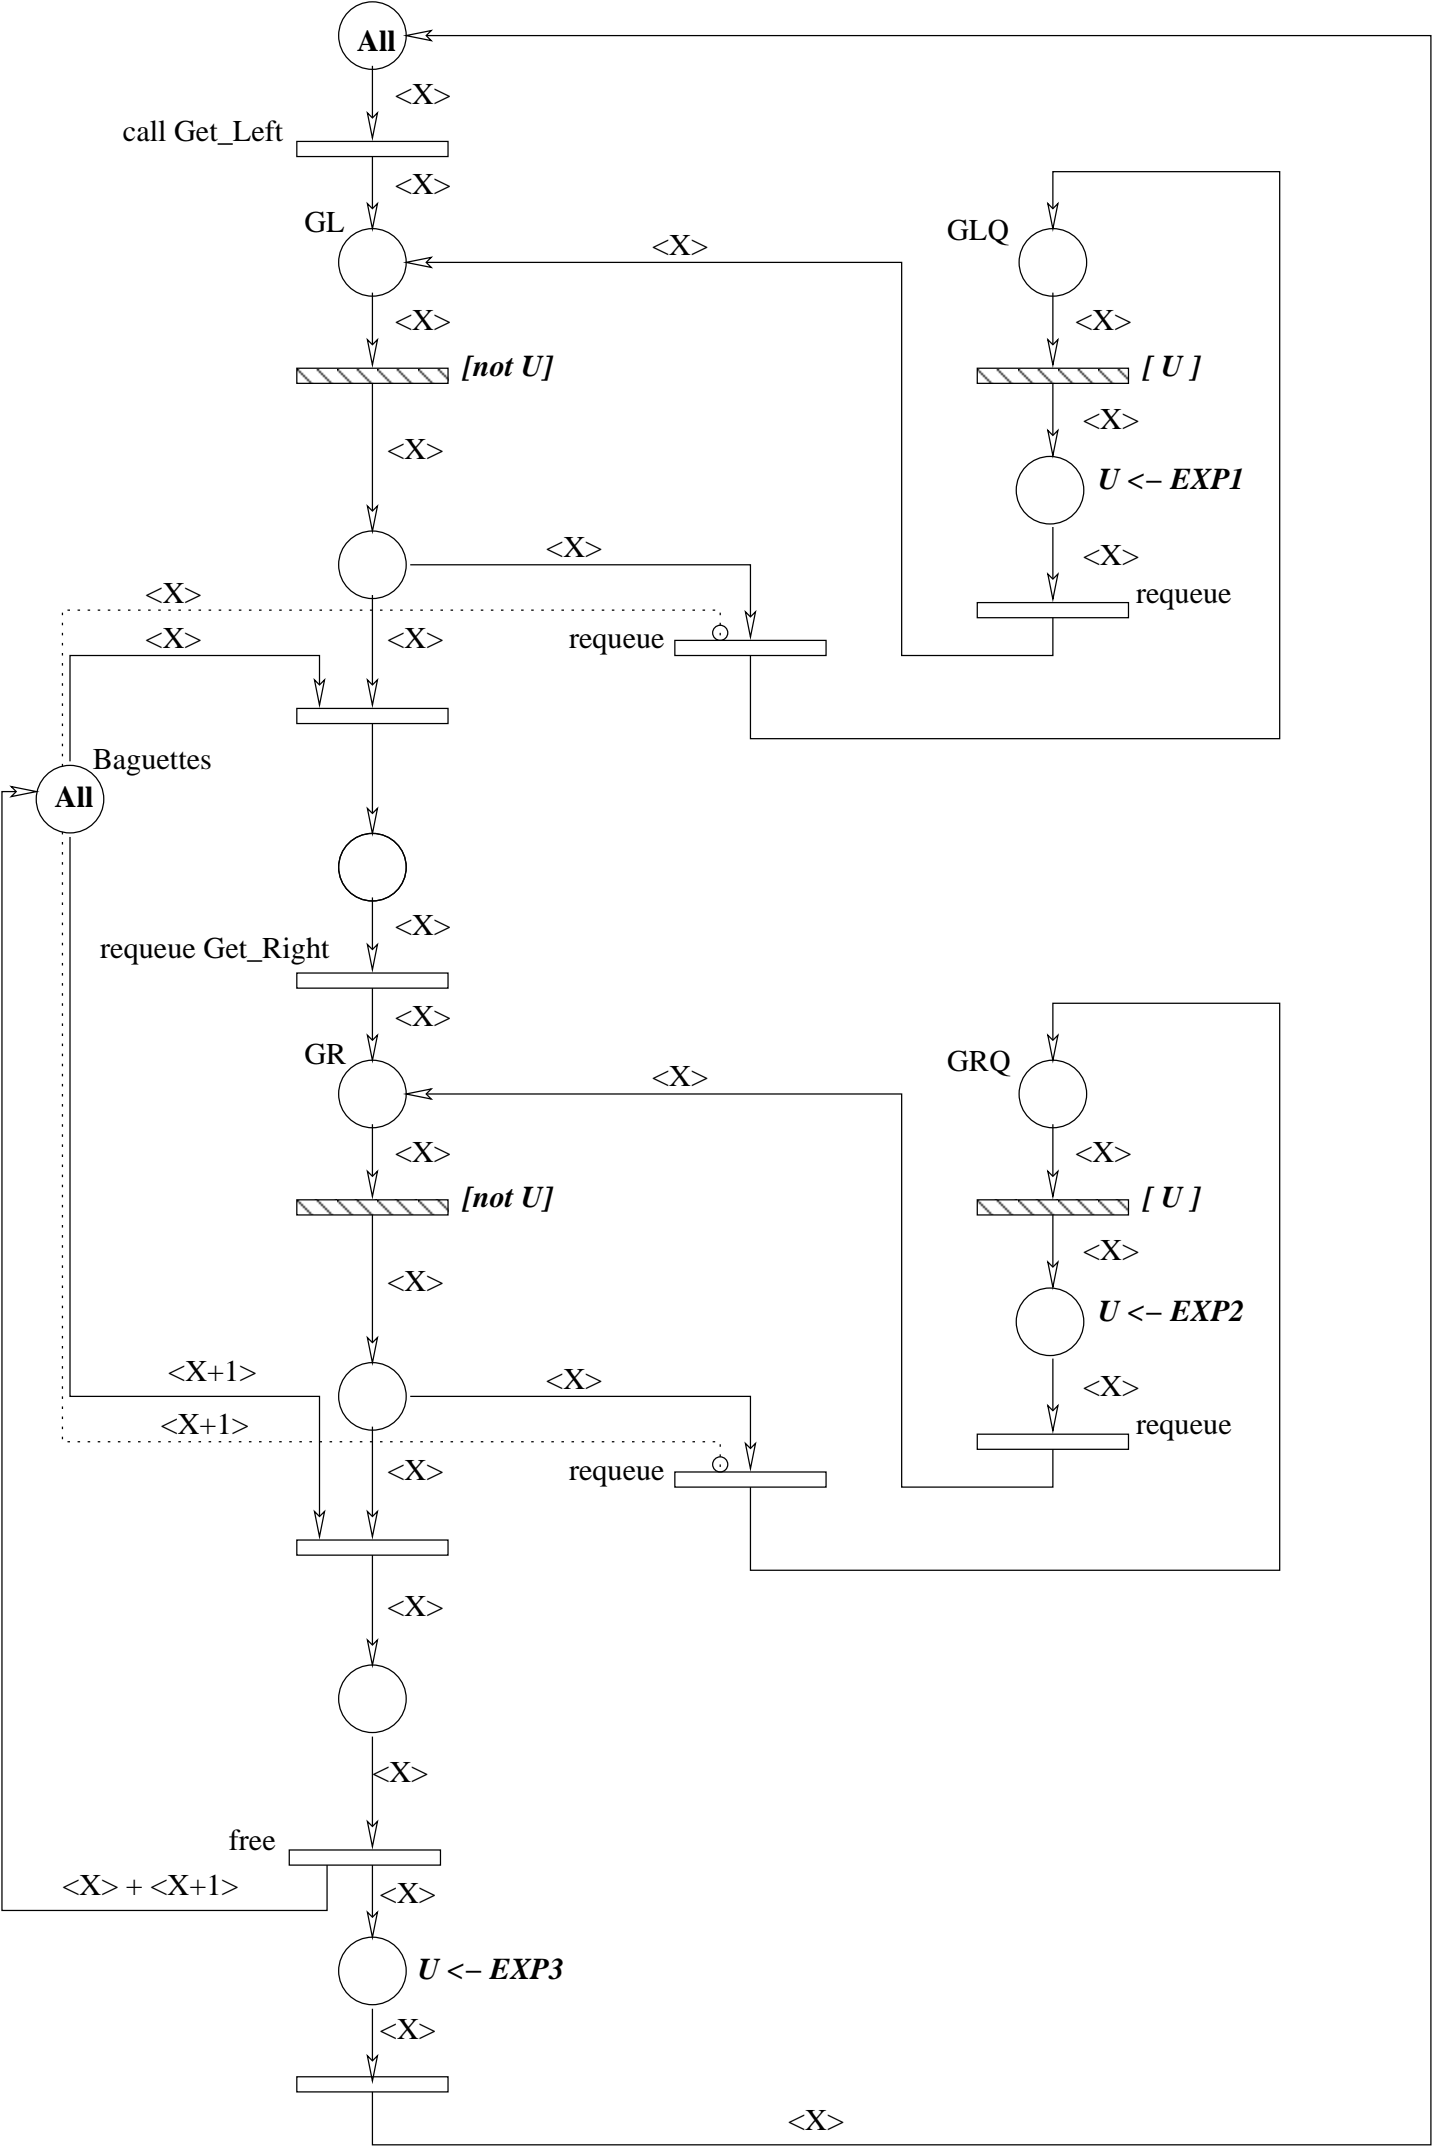 All
<X>
call Get_Left
<X>
GL
GLQ
<X>
<X>
<X>
[not U]
[ U ]
<X>
<X>
U <– EXP1
<X>
<X>
<X>
requeue
<X>
<X>
requeue
Baguettes
All
<X>
requeue Get_Right
<X>
GR
GRQ
<X>
<X>
<X>
[not U]
[ U ]
<X>
<X>
U <– EXP2
<X+1>
<X>
<X>
<X+1>
requeue
<X>
requeue
<X>
<X>
free
<X> + <X+1>
<X>
U <– EXP3
<X>
<X>